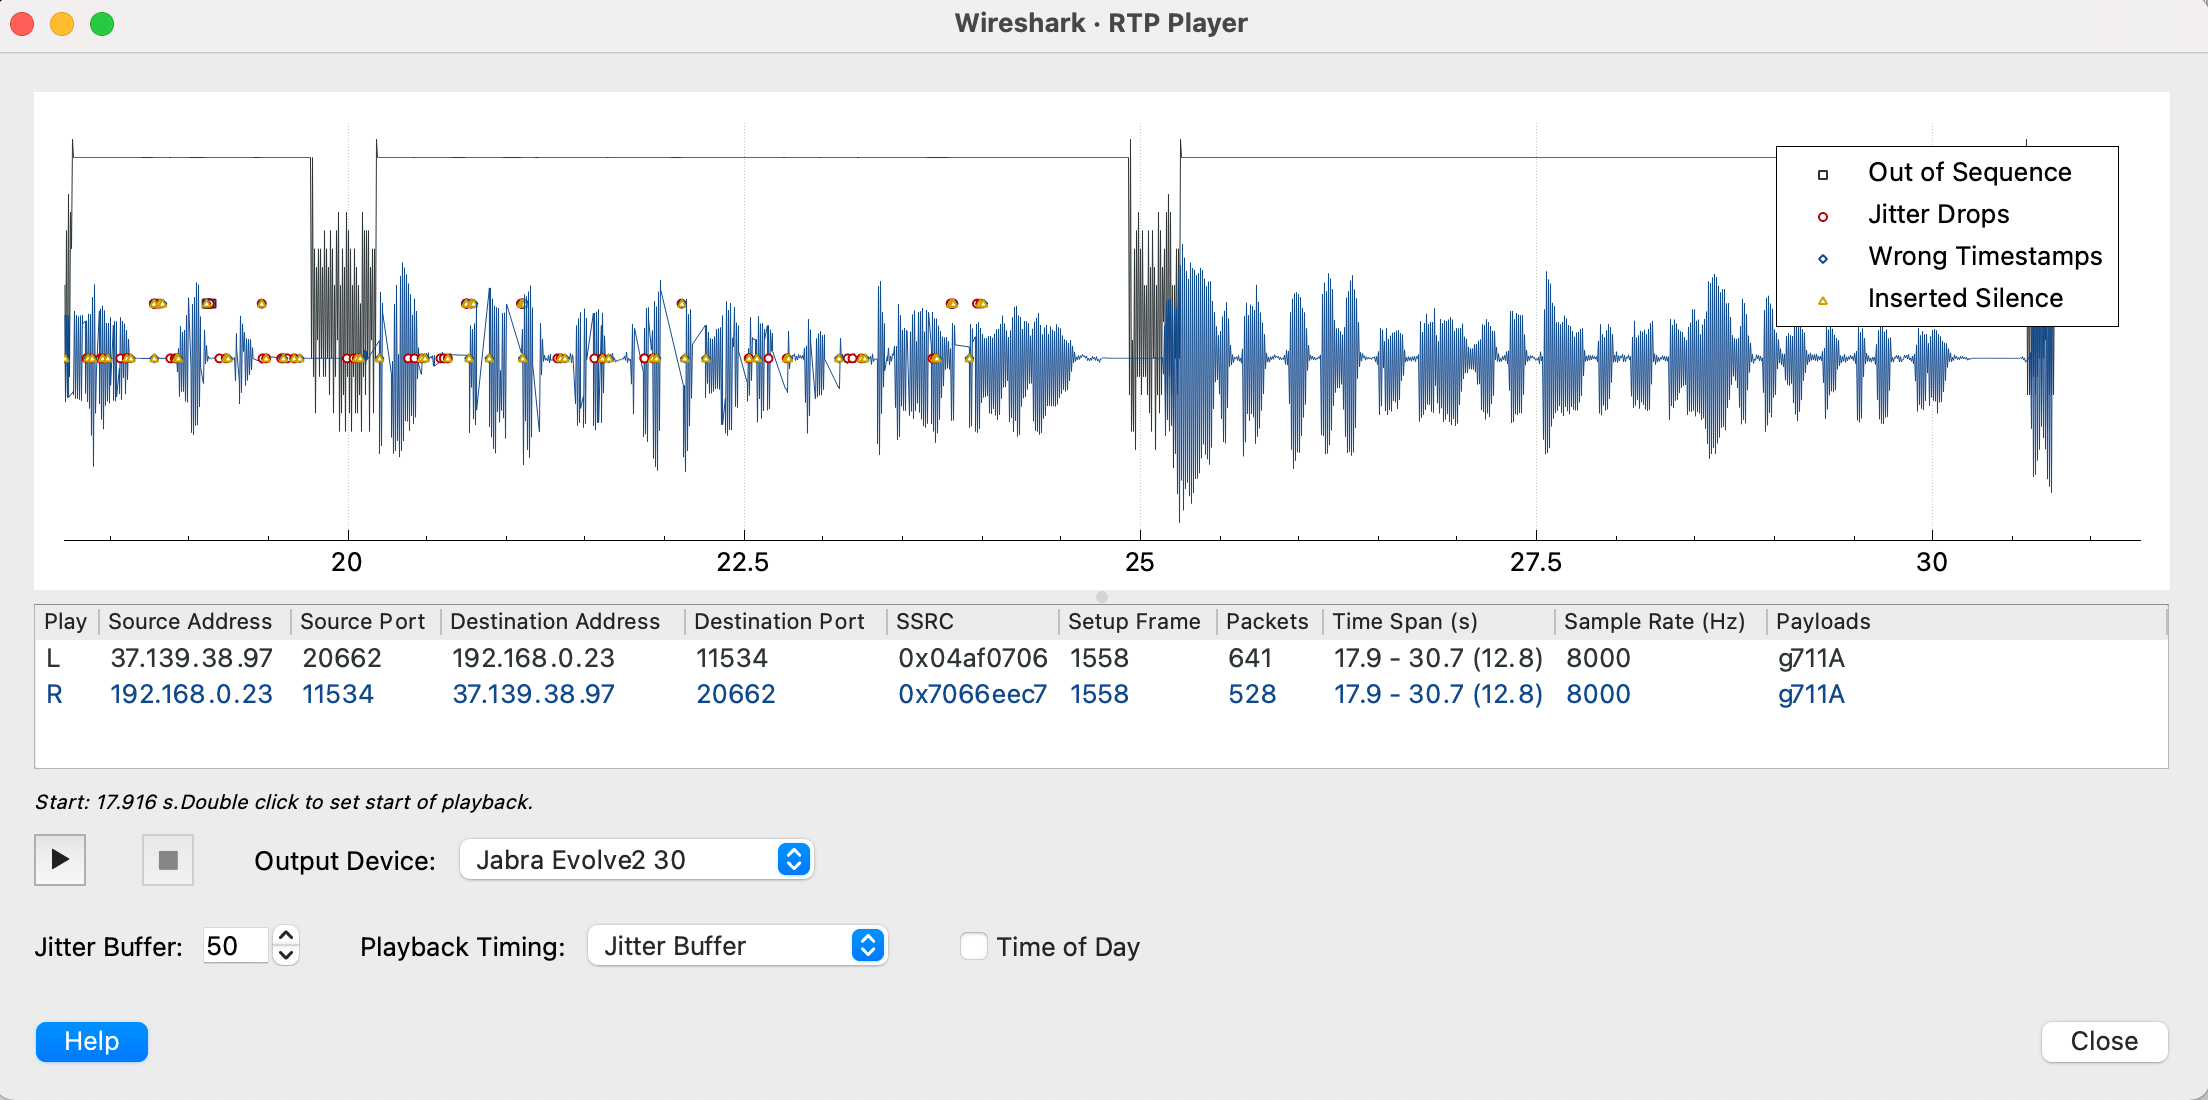 Wireshark · RTP Player
Out of Sequence
Jitter Drops
Wrong Timestamps
Inserted Silence
20 22.5 25 27.5 30
Play Source Address Source Port Destination Address Destination Port SSRC Setup Frame Packets Time Span (s) Sample Rate (Hz) Payloads
L 37.139.38.97 20662 192.168.0.23 11534 0x04af0706 1558 641 17.9 - 30.7 (12.8) 8000 g711A
R 192.168.0.23 11534 37.139.38.97 20662 0x7066eec7 1558 528 17.9 - 30.7 (12.8) 8000 g711A
Start: 17.916 s.Double click to set start of playback.
Output Device: Jabra Evolve2 30
Jitter Buffer: 50 Playback Timing: Jitter Buffer Time of Day
Help Close